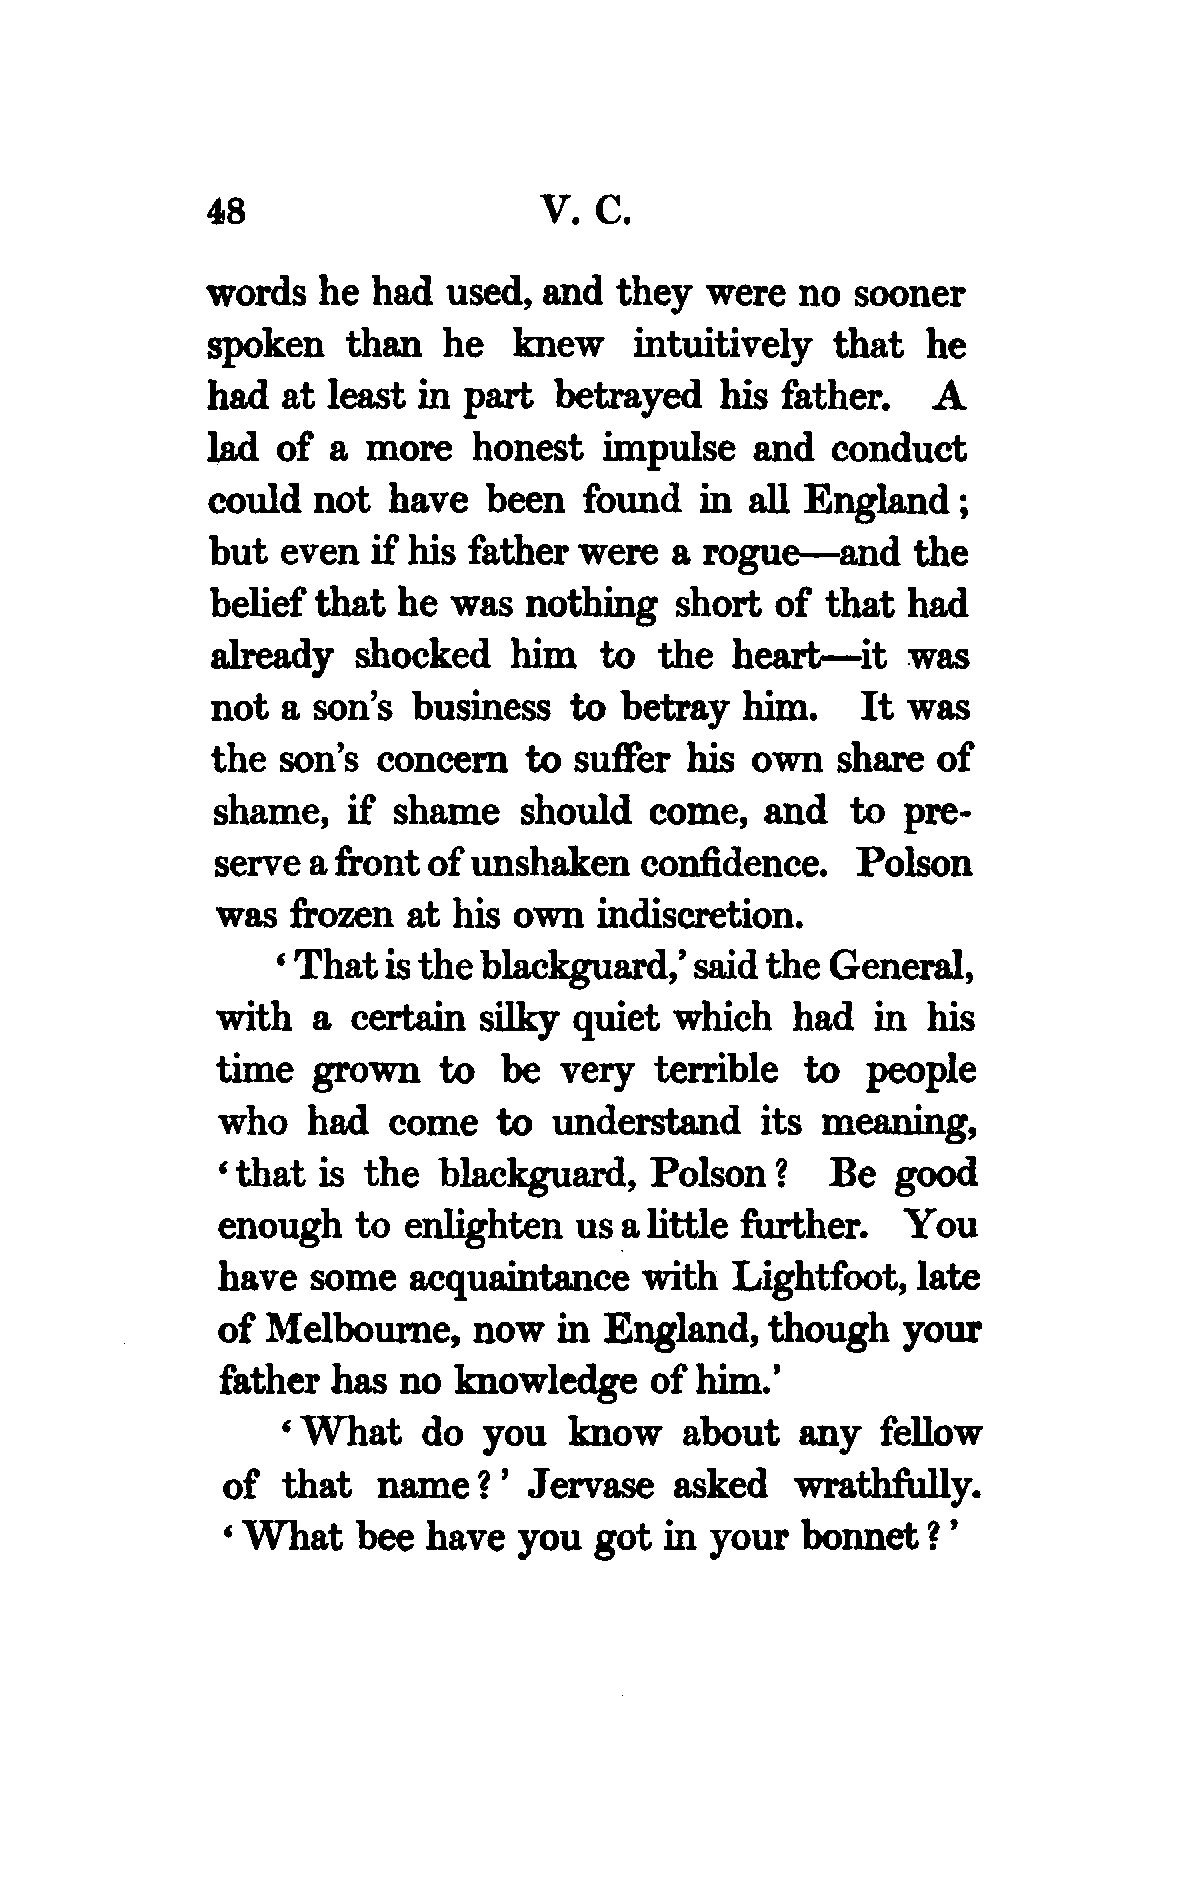 48 V. C.
words he had used, and they were no sooner
spoken than he knew intuitively that he
had at least in part betrayed his father. A
lad of a more honest impulse and conduct
could not have been found in all England;
but even if his father were a rogue—and the
belief that he was nothing short of that had
already shocked him to the heart—it was
not a son's business to betray him. It was
the son's concern to suffer his own share of
shame, if shame should come, and to pre-
serve a front of unshaken confidence. Polson
was frozen at his own indiscretion.
‘That is the blackguard,’ said the General,
with a certain silky quiet which had in his
time grown to be very terrible to people
who had come to understand its meaning,
‘that is the blackguard, Polson? Be good
enough to enlighten us a little further. You
have some acquaintance with Lightfoot, late
of Melbourne, now in England, though your
father has no knowledge of him.’
‘What do you know about any fellow
of that name?’ Jervase asked wrathfully.
‘What bee have you got in your bonnet?’